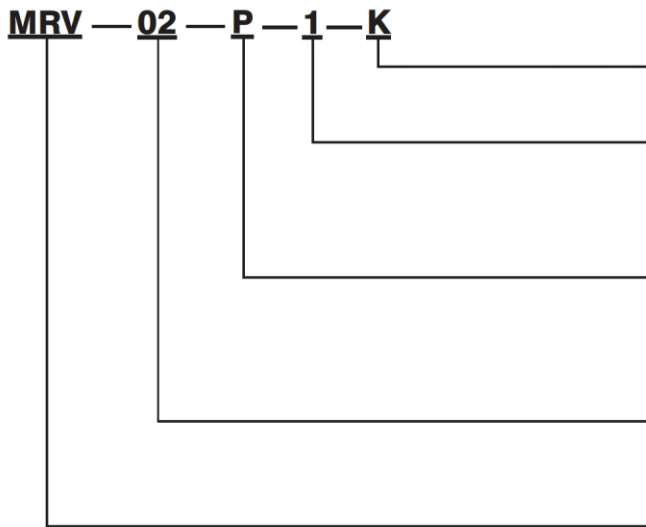 MRV — 02 — P — 1 — K